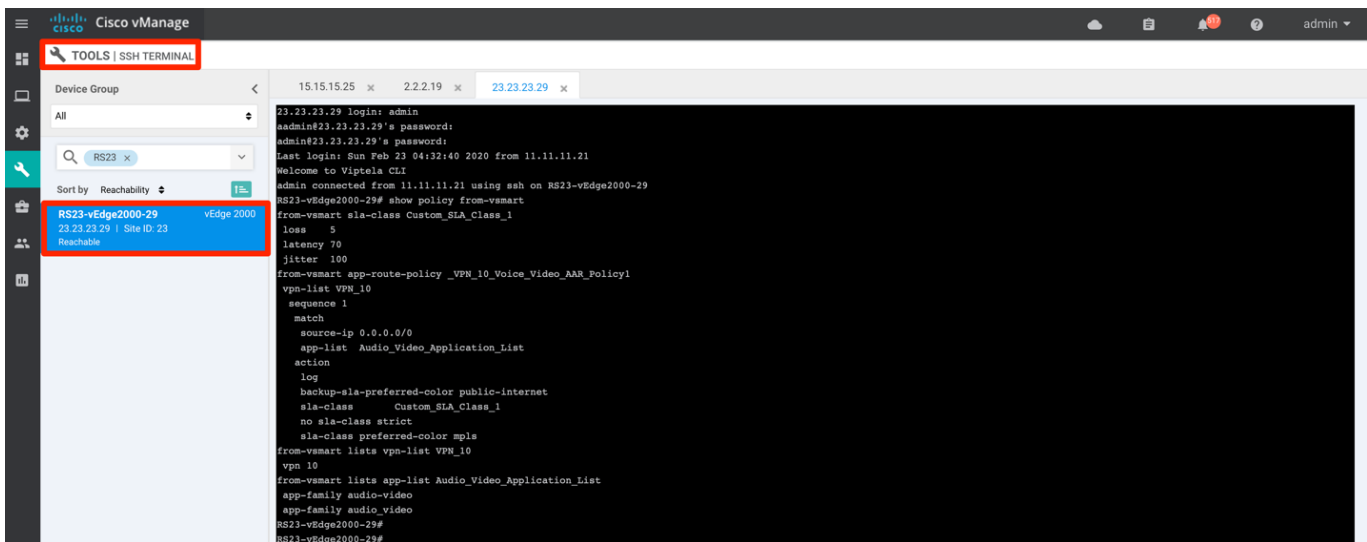 cisco Cisco vManage
517
admin
TOOLS | SSH TERMINAL
Device Group
All
RS23 x
Sort by Reachability
RS23-vEdge2000-29 vEdge 2000
23.23.23.29 | Site ID: 23
Reachable
15.15.15.25 x 2.2.2.19 x 23.23.23.29 x
23.23.23.29 login: admin
aadmin@23.23.23.29's password:
admin@23.23.23.29's password:
Last login: Sun Feb 23 04:32:40 2020 from 11.11.11.21
Welcome to Viptela CLI
admin connected from 11.11.11.21 using ssh on RS23-vEdge2000-29
RS23-vEdge2000-29# show policy from-vsmart
from-vsmart sla-class Custom_SLA_Class_1
loss 5
latency 70
jitter 100
from-vsmart app-route-policy _VPN_10_Voice_Video_AAR_Policy1
vpn-list VPN_10
sequence 1
match
source-ip 0.0.0.0/0
app-list Audio_Video_Application_List
action
log
backup-sla-preferred-color public-internet
sla-class Custom_SLA_Class_1
no sla-class strict
sla-class preferred-color mpls
from-vsmart lists vpn-list VPN_10
vpn 10
from-vsmart lists app-list Audio_Video_Application_List
app-family audio-video
app-family audio_video
RS23-vEdge2000-29#
RS23-vEdge2000-29#